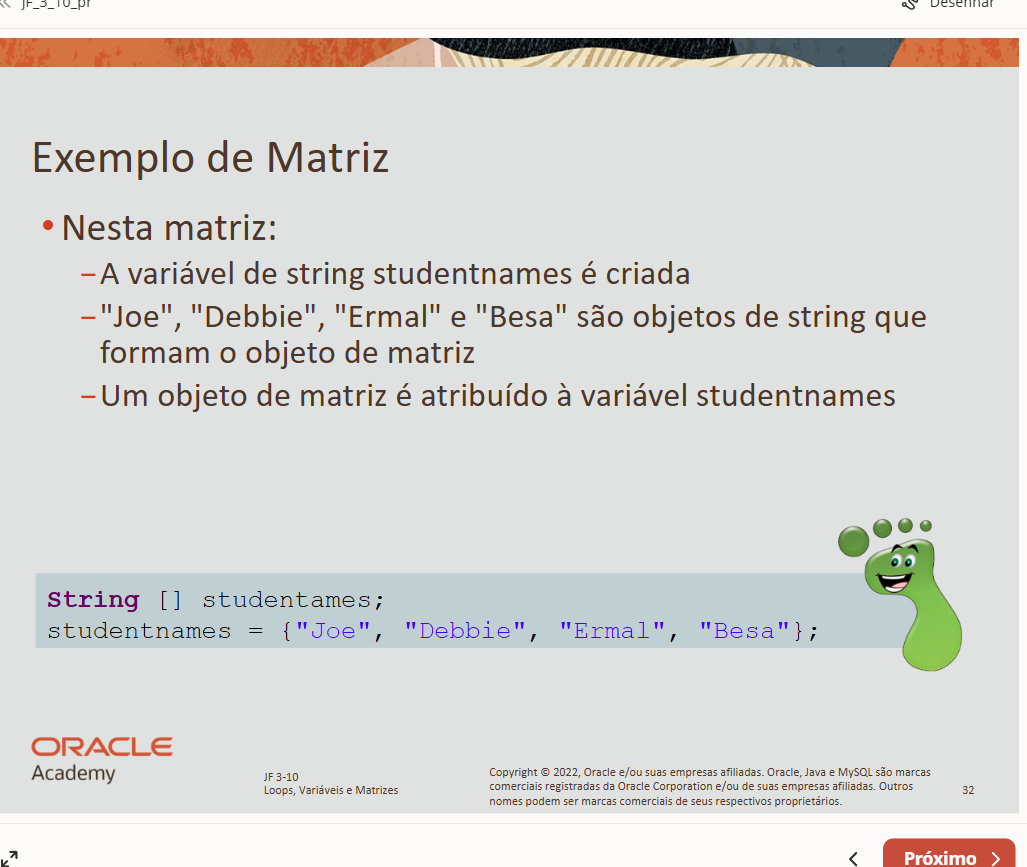 JF_3_10_pr
Desenhar
Exemplo de Matriz
• Nesta matriz:
–A variável de string studentnames é criada
–"Joe", "Debbie", "Ermal" e "Besa" são objetos de string que
formam o objeto de matriz
–Um objeto de matriz é atribuído à variável studentnames
String [] studentames;
studentnames = {"Joe", "Debbie", "Ermal", "Besa"};
ORACLE
Academy
JF 3-10
Loops, Variáveis e Matrizes
Copyright © 2022, Oracle e/ou suas empresas afiliadas. Oracle, Java e MySQL são marcas
comerciais registradas da Oracle Corporation e/ou de suas empresas afiliadas. Outros
nomes podem ser marcas comerciais de seus respectivos proprietários.
32
Próximo